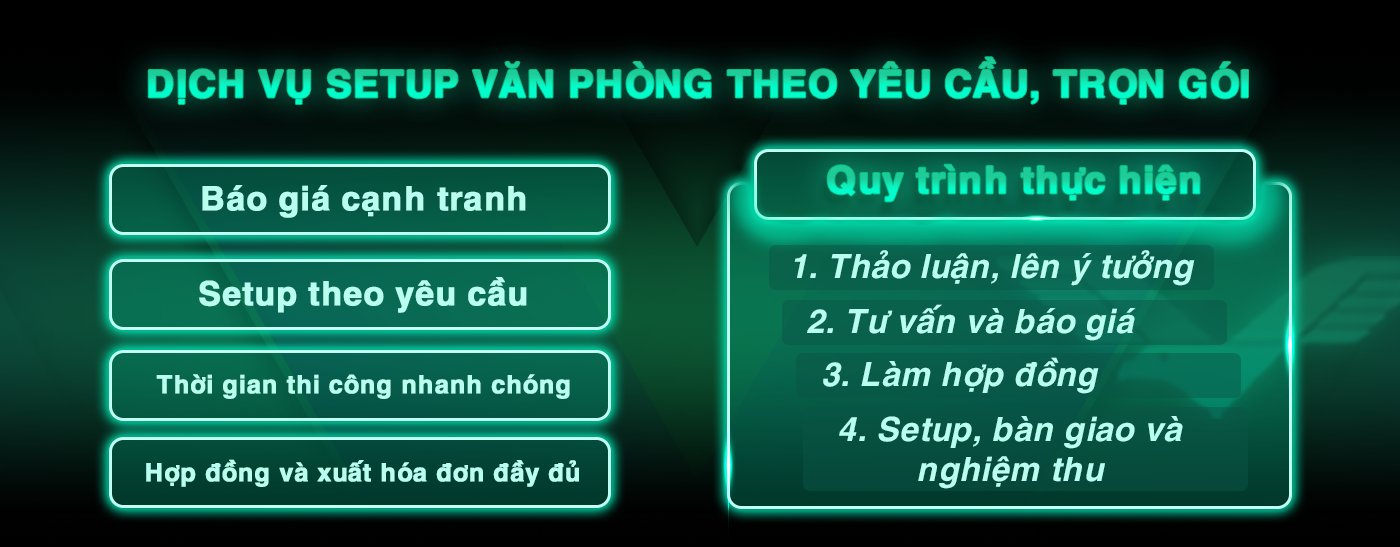 DỊCH VỤ SETUP VĂN PHÒNG THEO YÊU CẦU, TRỌN GÓI
Báo giá cạnh tranh
Setup theo yêu cầu
Thời gian thi công nhanh chóng
Hợp đồng và xuất hóa đơn đầy đủ
Quy trình thực hiện
1. Thảo luận, lên ý tưởng
2. Tư vấn và báo giá
3. Làm hợp đồng
4. Setup, bàn giao và
nghiệm thu